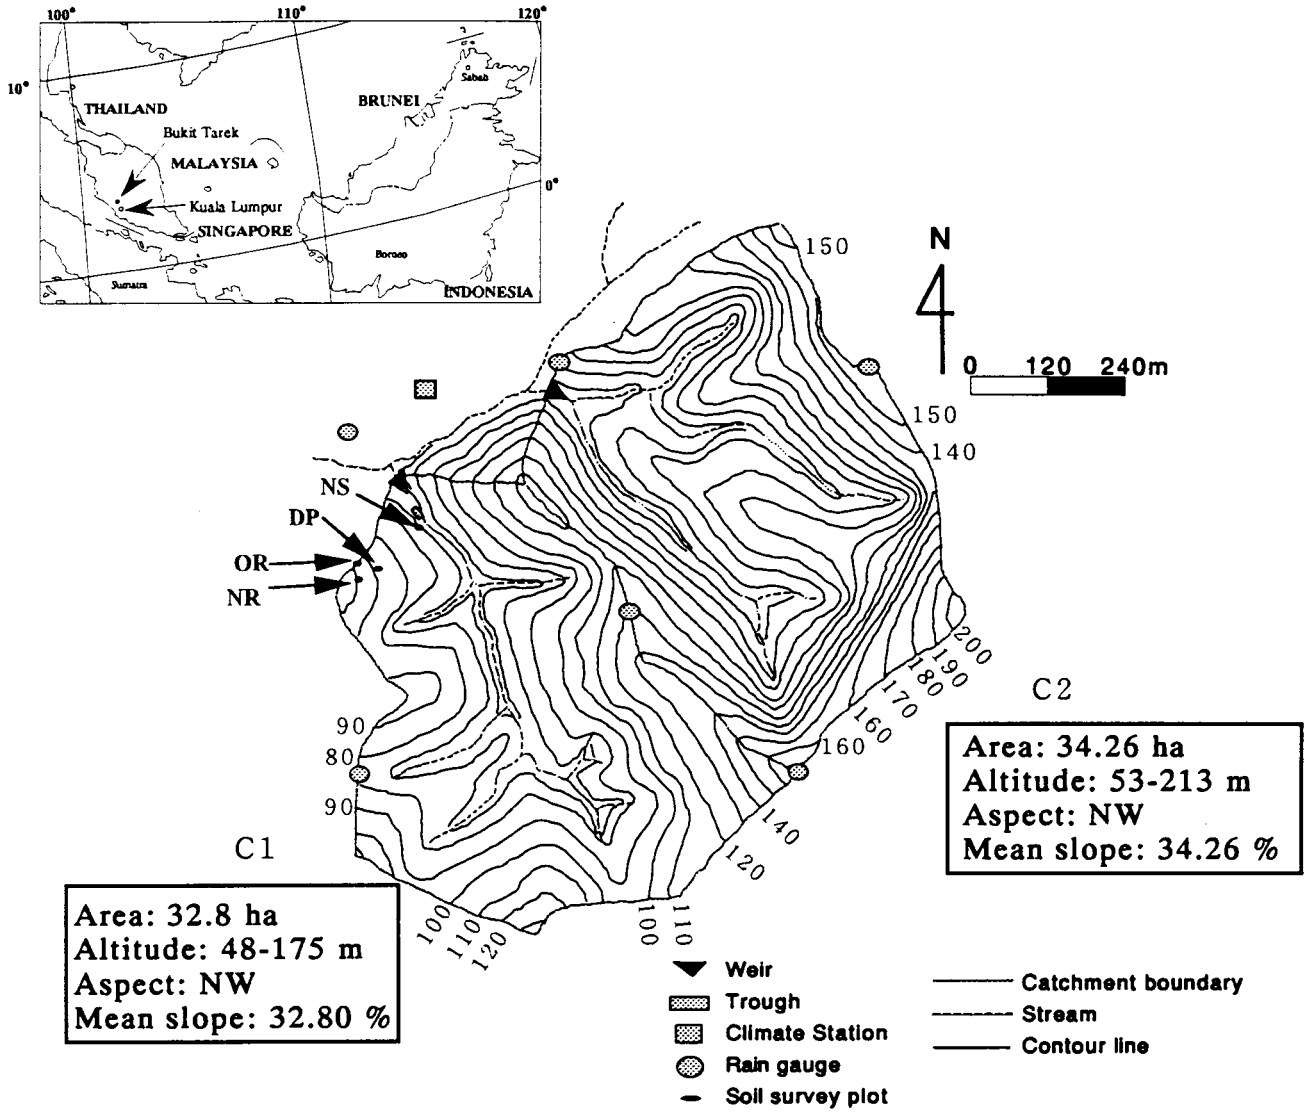 100° 110° 120°
10°
THAILAND
BRUNEI
Sabah
Bukit Tarek
MALAYSIA
0°
Kuala Lumpur
SINGAPORE
Borneo
Sumatra
INDONESIA
N
0 120 240m
150
150
140
NS
DP
OR
NR
200
190
180
170
160
160
140
120
90
80
90
100
110
120
100
110
C2
Area: 34.26 ha
Altitude: 53-213 m
Aspect: NW
Mean slope: 34.26 %
C1
Area: 32.8 ha
Altitude: 48-175 m
Aspect: NW
Mean slope: 32.80 %
Weir
Trough
Climate Station
Rain gauge
Soil survey plot
Catchment boundary
Stream
Contour line